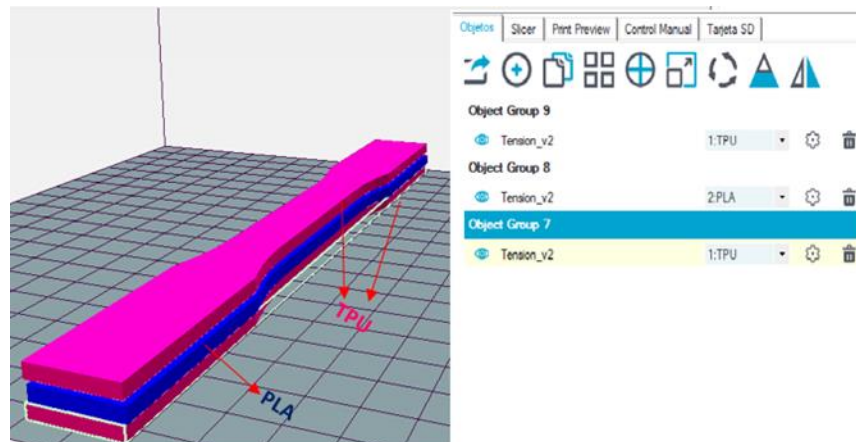 Objetos
Slicer
Print Preview
Control Manual
Tarjeta SD
Object Group 9
Tension_v2
1:TPU
Object Group 8
Tension_v2
2:PLA
Object Group 7
Tension_v2
1:TPU
TPU
PLA